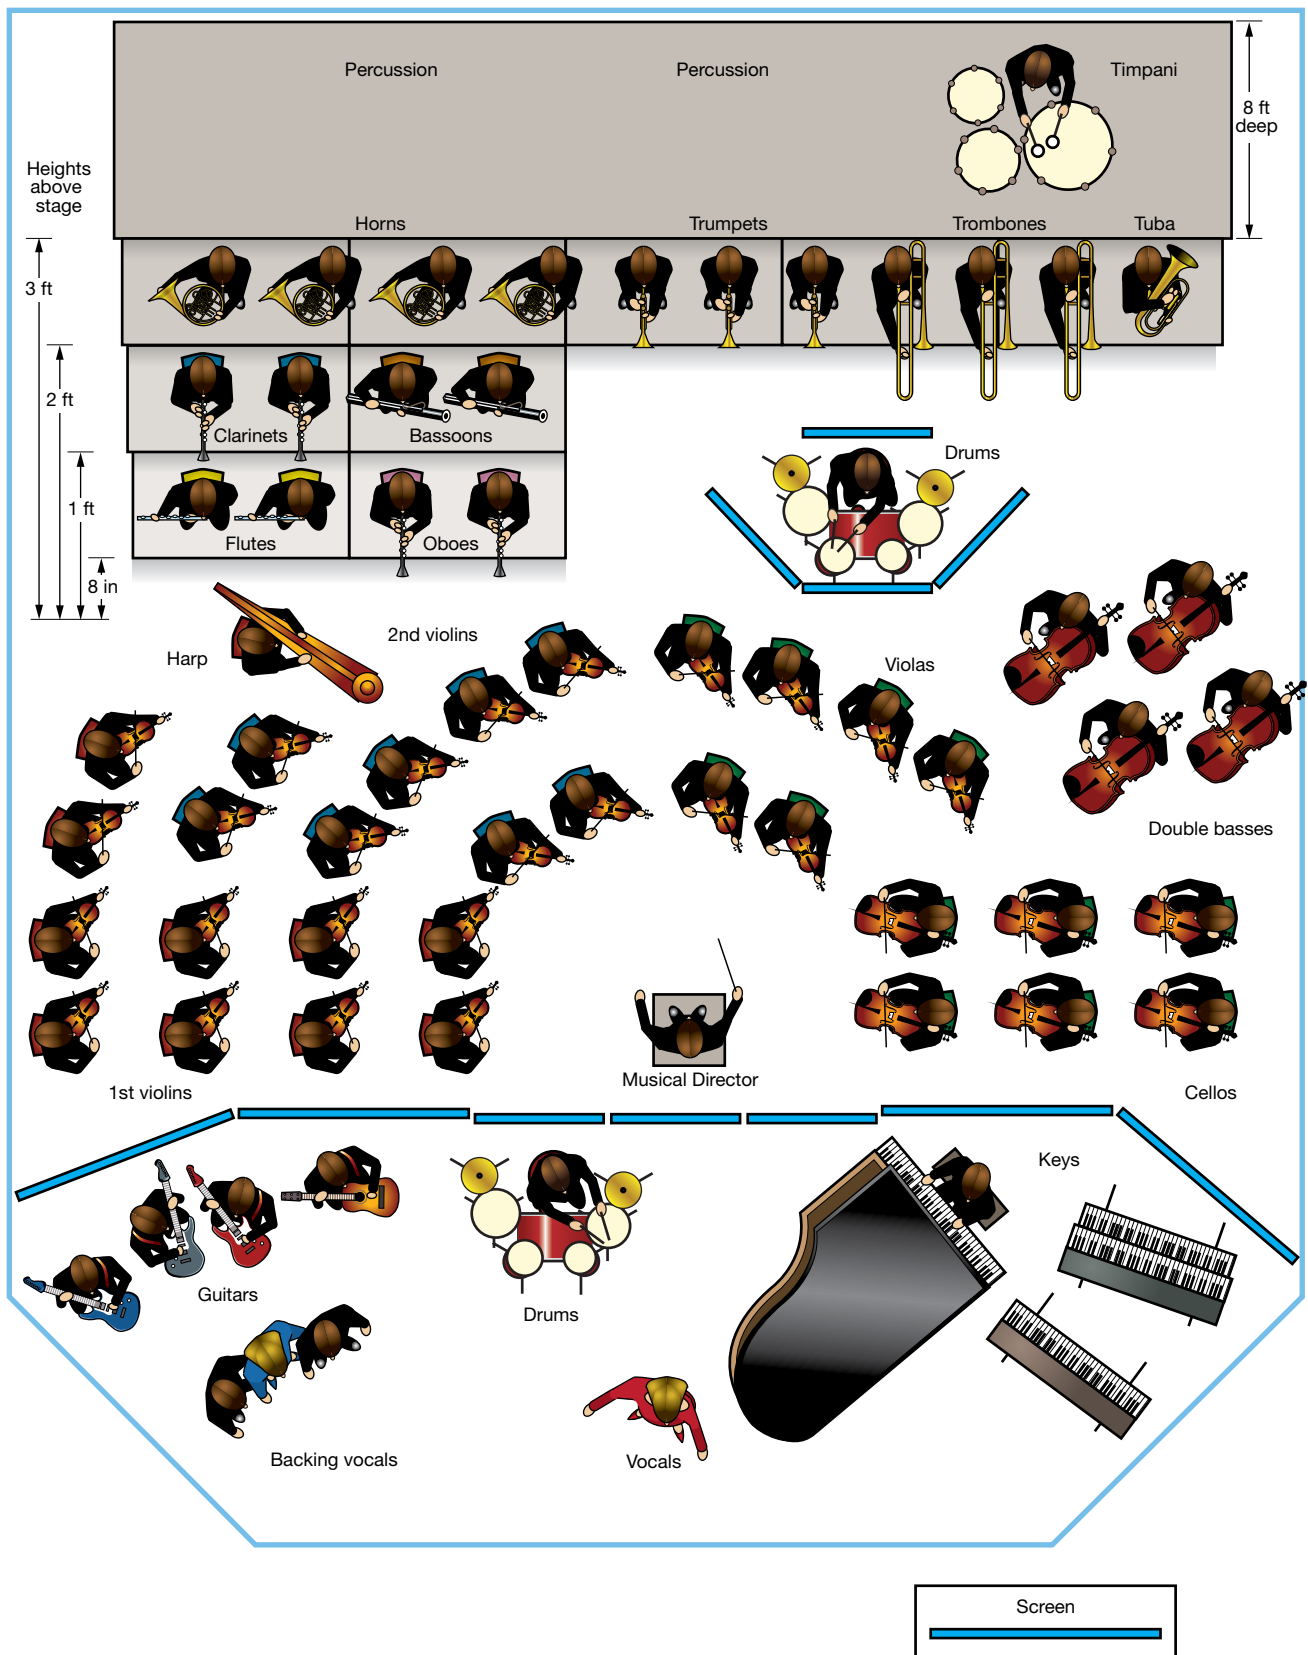 Percussion
Percussion
Timpani
8 ft
deep
Heights
above
stage
Horns
Trumpets
Trombones
Tuba
3 ft
2 ft
Clarinets
Bassoons
Drums
1 ft
Flutes
Oboes
8 in
2nd violins
Harp
Violas
Double basses
Musical Director
1st violins
Cellos
Keys
Guitars
Drums
Backing vocals
Vocals
Screen